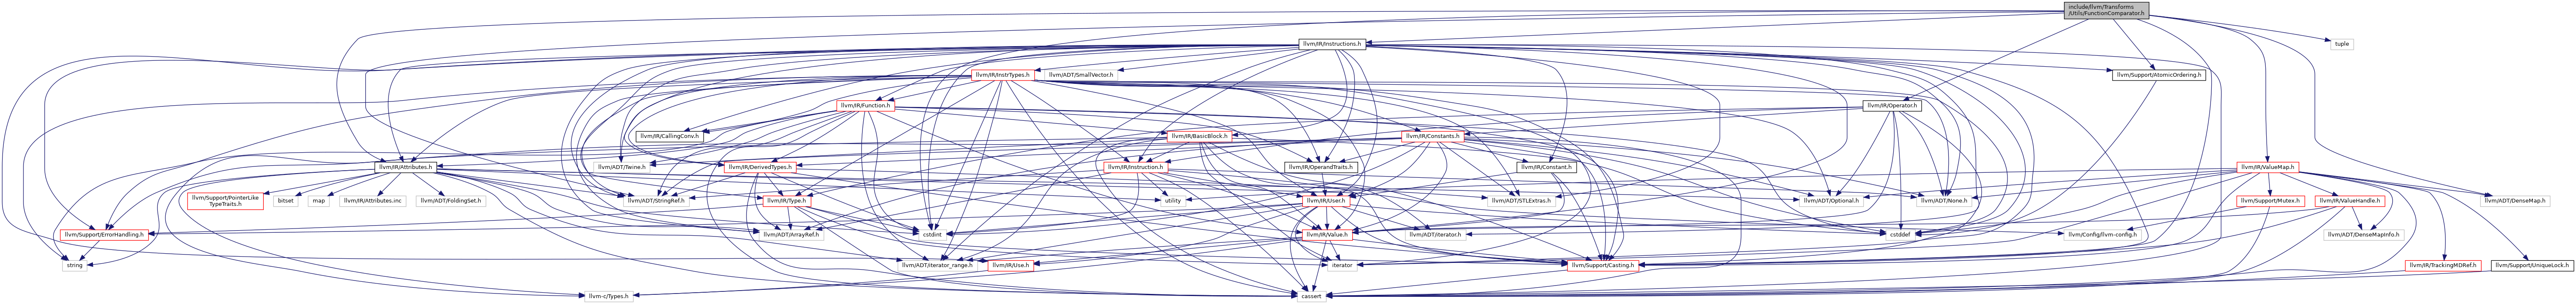 include/llvm/Transforms
/Utils/FunctionComparator.h
llvm/IR/Instructions.h
tuple
llvm/IR/InstrTypes.h
llvm/ADT/SmallVector.h
llvm/Support/AtomicOrdering.h
llvm/IR/Function.h
llvm/IR/Operator.h
llvm/IR/CallingConv.h
llvm/IR/BasicBlock.h
llvm/IR/Constants.h
llvm/IR/Attributes.h
llvm/ADT/Twine.h
llvm/IR/DerivedTypes.h
llvm/IR/Instruction.h
llvm/IR/OperandTraits.h
llvm/IR/Constant.h
llvm/IR/ValueMap.h
llvm/Support/PointerLike
TypeTraits.h
bitset
map
llvm/IR/Attributes.inc
llvm/ADT/FoldingSet.h
llvm/ADT/StringRef.h
llvm/IR/Type.h
utility
llvm/IR/User.h
llvm/ADT/STLExtras.h
llvm/ADT/Optional.h
llvm/ADT/None.h
llvm/Support/Mutex.h
llvm/IR/ValueHandle.h
llvm/ADT/DenseMap.h
llvm/Support/ErrorHandling.h
llvm/ADT/ArrayRef.h
cstdint
llvm/IR/Value.h
llvm/ADT/iterator.h
cstddef
llvm/Config/llvm-config.h
llvm/ADT/DenseMapInfo.h
string
llvm/ADT/iterator_range.h
llvm/IR/Use.h
iterator
llvm/Support/Casting.h
llvm/IR/TrackingMDRef.h
llvm/Support/UniqueLock.h
llvm-c/Types.h
cassert